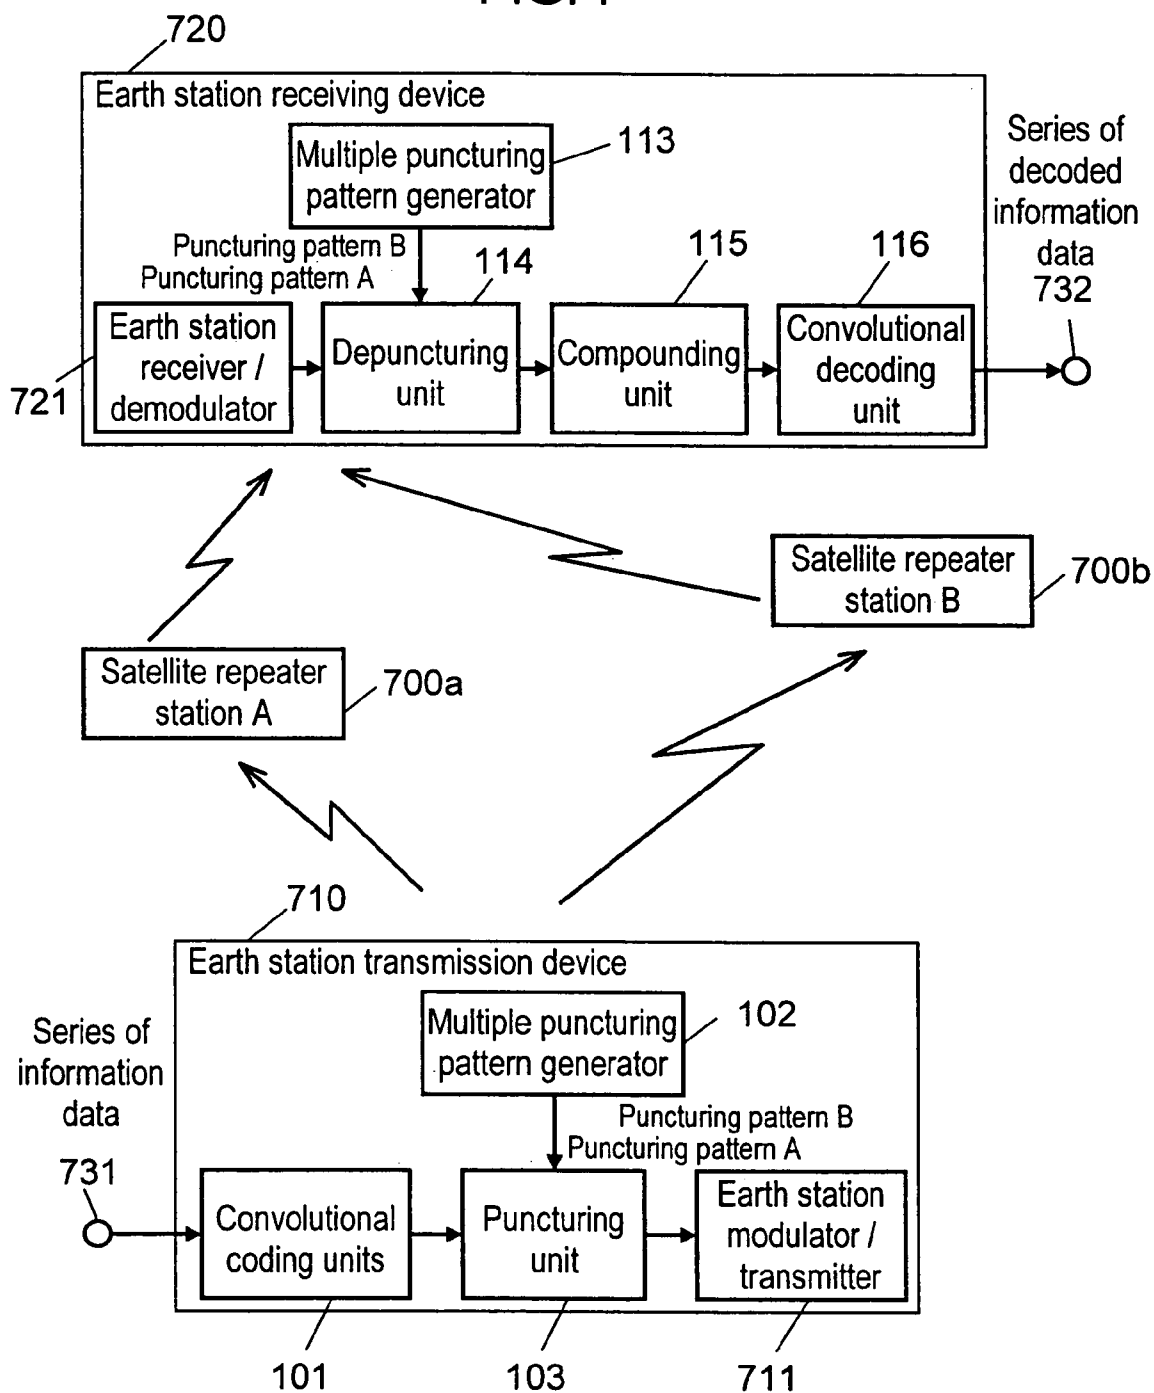 720
Earth station receiving device
Multiple puncturing
pattern generator
113
Series of
decoded
information
data
732
Puncturing pattern B
Puncturing pattern A
114
115
116
Earth station
receiver /
demodulator
721
Depuncturing
unit
Compounding
unit
Convolutional
decoding
unit
Satellite repeater
station B
700b
Satellite repeater
station A
700a
710
Earth station transmission device
Multiple puncturing
pattern generator
102
Series of
information
data
731
Puncturing pattern B
Puncturing pattern A
Convolutional
coding units
Puncturing
unit
Earth station
modulator /
transmitter
101
103
711